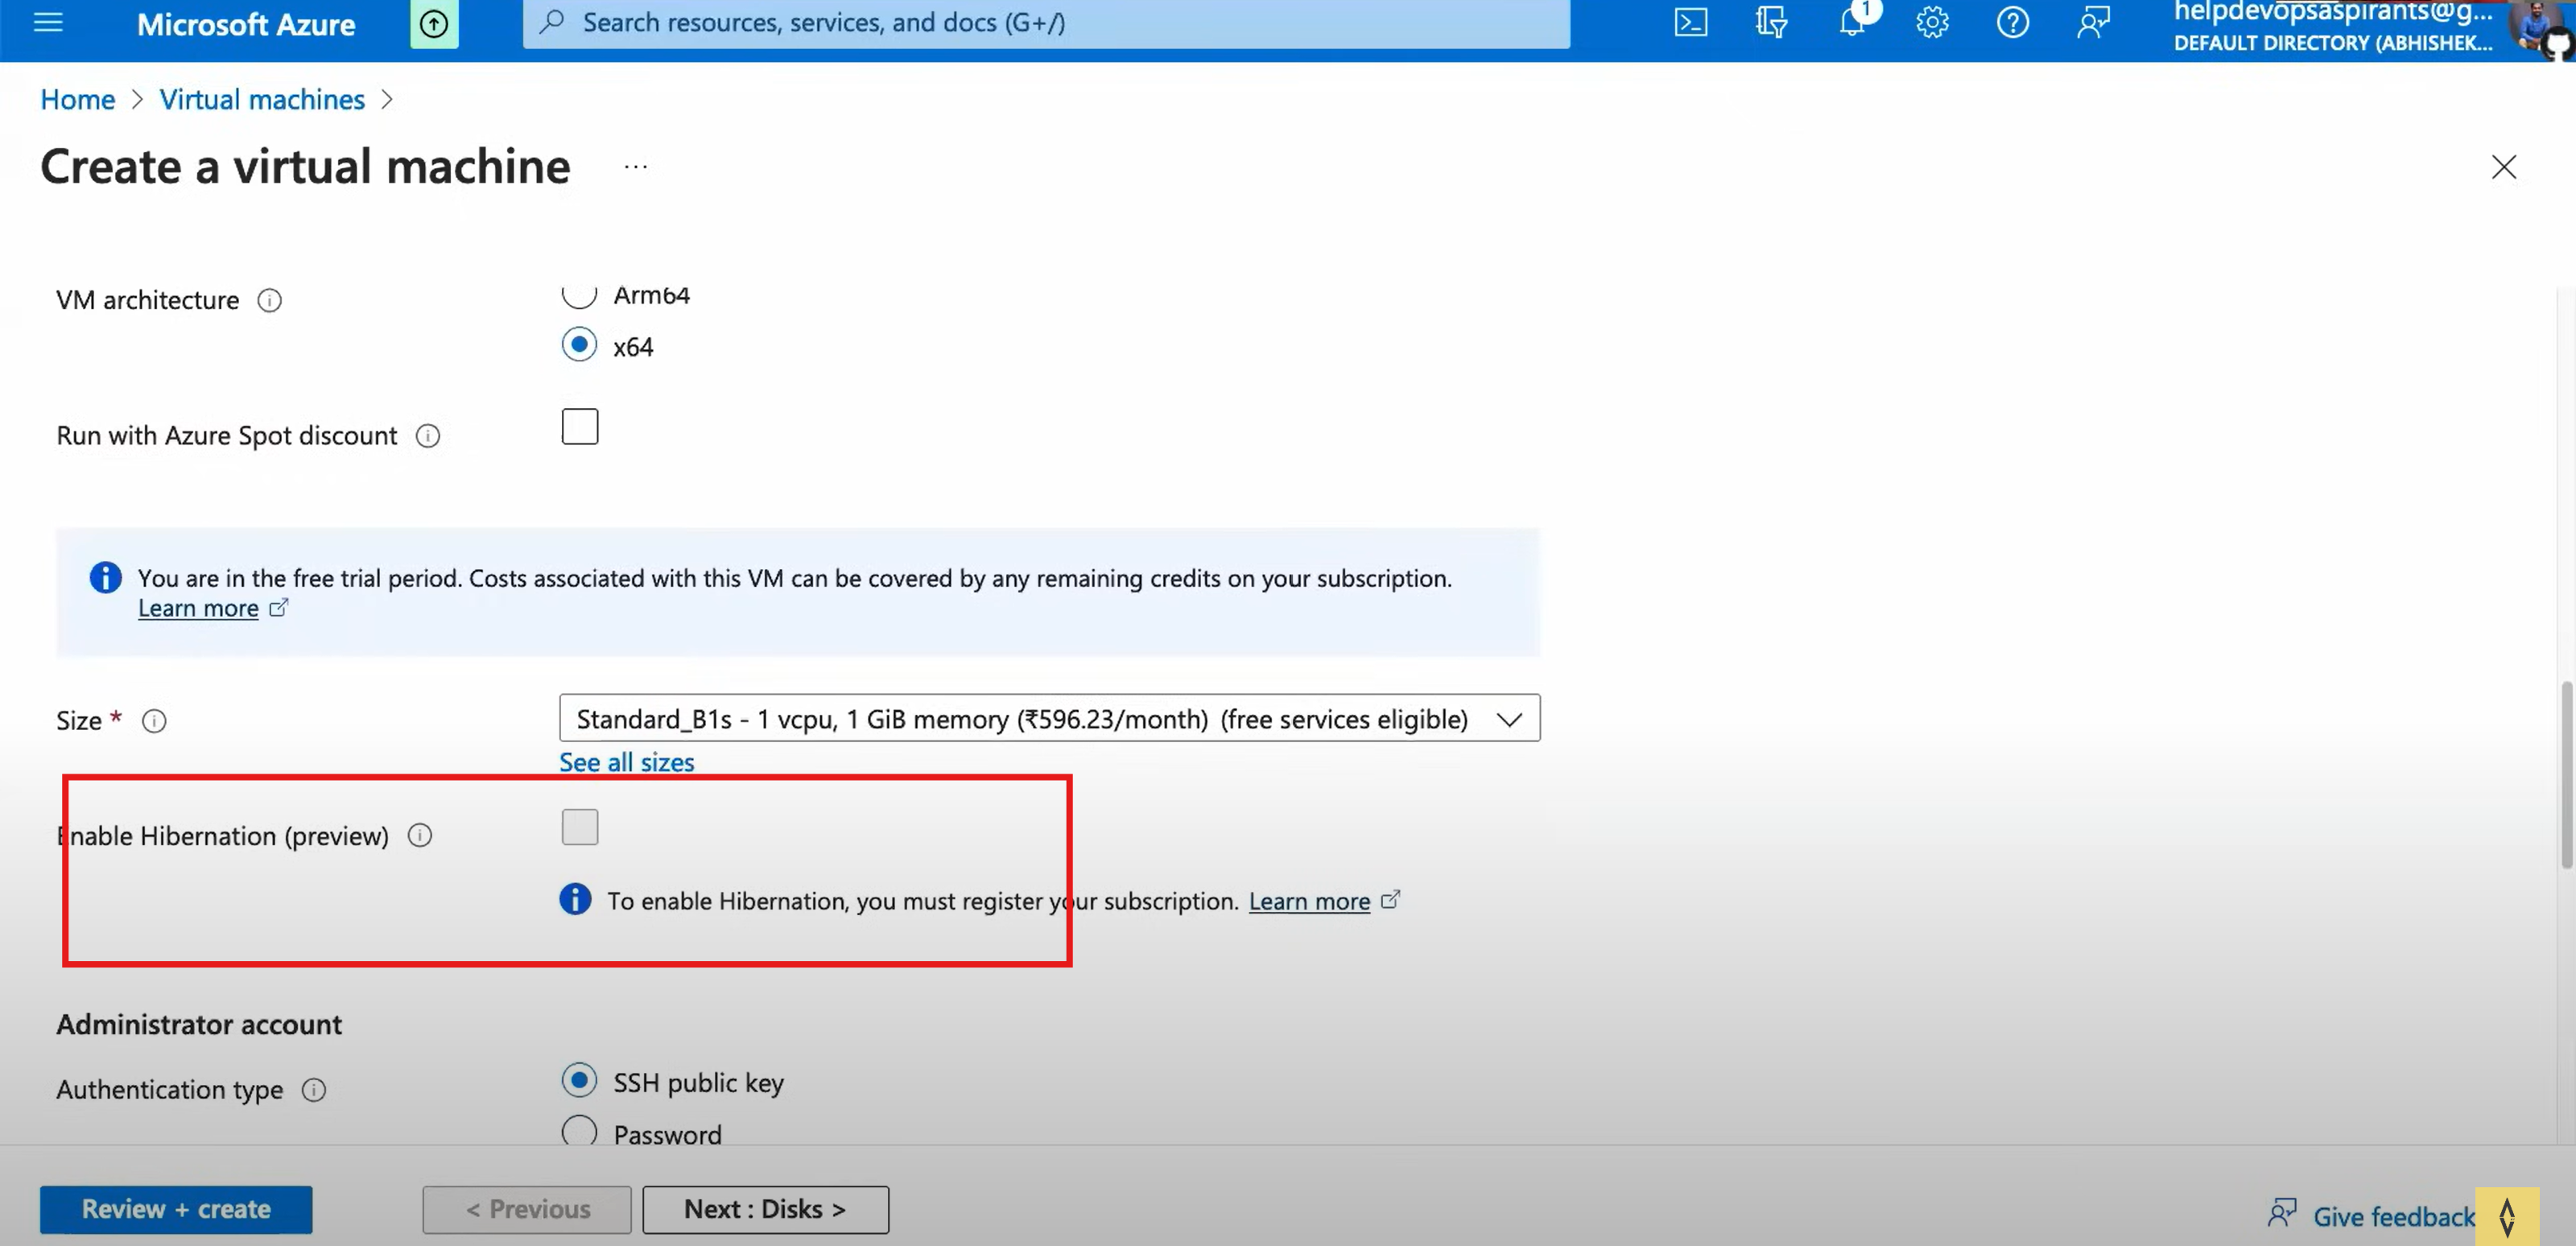 Microsoft Azure
Search resources, services, and docs (G+/)
1
helpdevopsaspirants@g...
DEFAULT DIRECTORY (ABHISHEK...
Home > Virtual machines >
Create a virtual machine ...
VM architecture
Arm64
x64
Run with Azure Spot discount
You are in the free trial period. Costs associated with this VM can be covered by any remaining credits on your subscription.
Learn more
Size *
Standard_B1s - 1 vcpu, 1 GiB memory (₹596.23/month) (free services eligible)
See all sizes
Enable Hibernation (preview)
To enable Hibernation, you must register your subscription. Learn more
Administrator account
Authentication type
SSH public key
Password
Review + create
< Previous
Next : Disks >
Give feedback